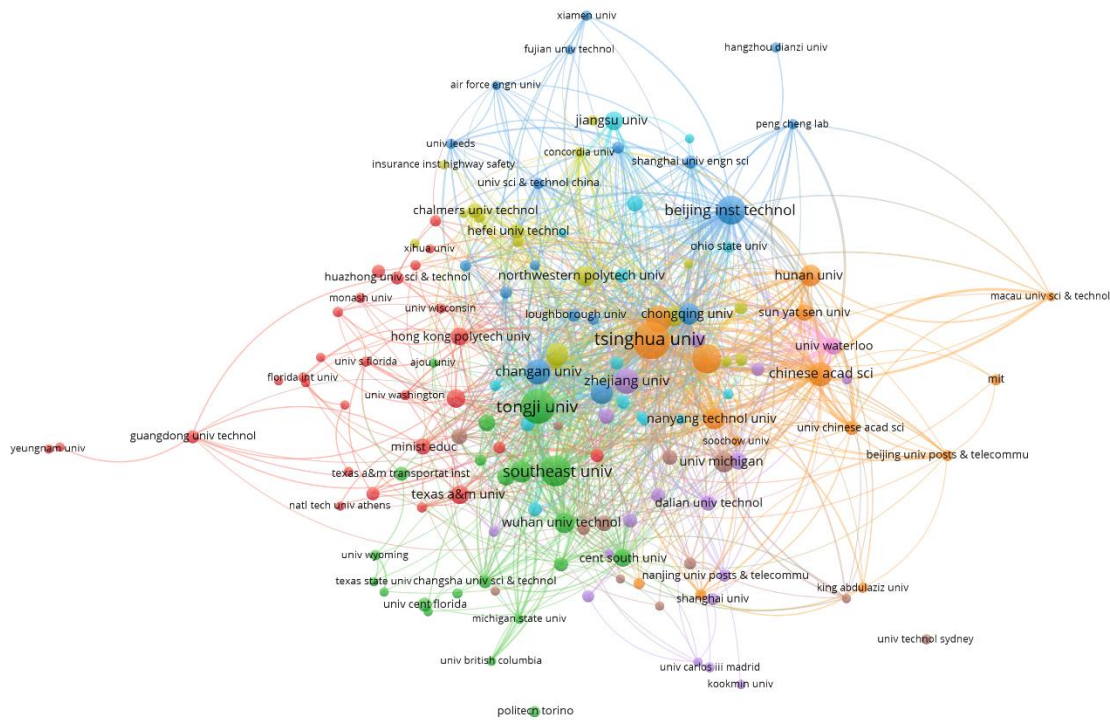 xiamen univ
fujian univ technol
hangzhou dianzi univ
air force engn univ
jiangsu univ
peng cheng lab
univ leeds
concordia univ
insurance inst highway safety
shanghai univ engn sci
univ sci & technol china
chalmers univ technol
beijing inst technol
hefei univ technol
xihua univ
ohio state univ
huazhong univ sci & technol
northwestern polytech univ
hunan univ
monash univ
macau univ sci & technol
univ wisconsin
loughborough univ
chongqing univ
sun yat sen univ
hong kong polytech univ
tsinghua univ
univ waterloo
univ s florida
ajou univ
changan univ
florida int univ
zhejiang univ
chinese acad sci
mit
univ washington
tongji univ
nanyang technol univ
univ chinese acad sci
guangdong univ technol
yeungnam univ
minist educ
soochow univ
beijing univ posts & telecommu
texas a&m transportat inst
southeast univ
univ michigan
natl tech univ athens
texas a&m univ
dalian univ technol
wuhan univ technol
univ wyoming
cent south univ
texas state univ
changsha univ sci & technol
nanjing univ posts & telecommu
king abdulaziz univ
univ cent florida
shanghai univ
michigan state univ
univ technol sydney
univ british columbia
univ carlos iii madrid
kookmin univ
politecn torino